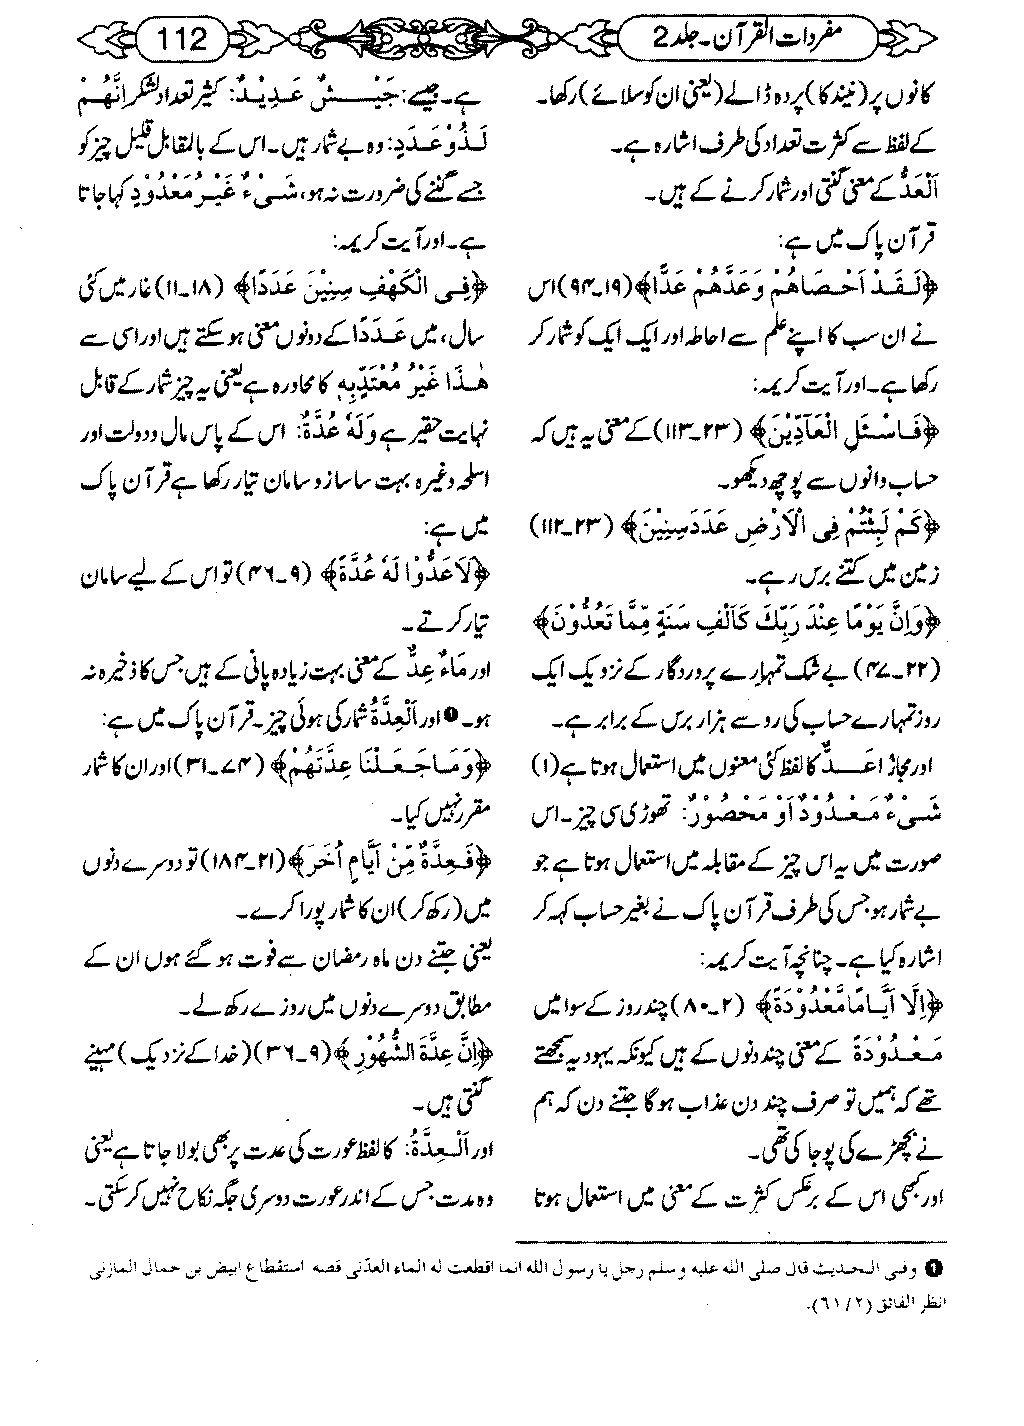 مفردات القرآن۔جلد2
112
کانوں پر (نیند کا) پردہ ڈالے (یعنی ان کو سلائے) رکھا۔
کے لفظ سے کثرت تعداد کی طرف اشارہ ہے۔
اَلْعَدُّ کے معنی گنتی اور شمار کرنے کے ہیں۔
قرآن پاک میں ہے:
﴿لَقَدْ اَحْصَاهُمْ وَعَدَّهُمْ عَدًّا﴾ (۱۹۔۹۴) اس
نے ان سب کا اپنے علم سے احاطہ اور ایک ایک کو شمار کر
رکھا ہے۔ اور آیت کریمہ:
﴿فَاسْئَلِ الْعَآدِّیْنَ﴾ (۲۳۔۱۱۳) کے معنی یہ ہیں کہ
حساب دانوں سے پوچھ دیکھو۔
﴿کَمْ لَبِثْتُمْ فِی الْاَرْضِ عَدَدَ سِنِیْنَ﴾ (۲۳۔۱۱۲)
زمین میں کتنے برس رہے۔
﴿وَاِنَّ یَوْمًا عِنْدَ رَبِّكَ کَاَلْفِ سَنَةٍ مِّمَّا تَعُدُّوْنَ﴾
(۲۲۔۴۷) بے شک تمہارے پروردگار کے نزدیک ایک
روز تمہارے حساب کی رو سے ہزار برس کے برابر ہے۔
اور مجازاً عَدٌّ کا لفظ کئی معنوں میں استعمال ہوتا ہے (۱)
شَیْءٌ مَعْدُوْدٌ اَوْ مَحْصُوْرٌ: تھوڑی سی چیز۔ اس
صورت میں یہ اس چیز کے مقابلہ میں استعمال ہوتا ہے جو
بے شمار ہو جس کی طرف قرآن پاک نے بغیر حساب کہہ کر
اشارہ کیا ہے۔ چنانچہ آیت کریمہ:
﴿اِلَّا اَیَّامًا مَّعْدُوْدَةً﴾ (۲۔۸۰) چند روز کے سوا میں
مَعْدُوْدَةً کے معنی چند دنوں کے ہیں کیونکہ یہود یہ سمجھتے
تھے کہ ہمیں تو صرف چند دن عذاب ہوگا جتنے دن کہ ہم
نے بچھڑے کی پوجا کی تھی۔
اور کبھی اس کے برعکس کثرت کے معنی میں استعمال ہوتا
ہے۔ جیسے: جَیْشٌ عَدِیْدٌ: کثیر تعداد لشکر اِنَّهُمْ
لَذُوْ عَدَدٍ: وہ بے شمار ہیں۔ اس کے بالمقابل قلیل چیز کو
جسے گننے کی ضرورت نہ ہو، شَیْءٌ غَیْرُ مَعْدُوْدٍ کہا جاتا
ہے۔ اور آیت کریمہ:
﴿فِی الْکَهْفِ سِنِیْنَ عَدَدًا﴾ (۱۸۔۱۱) غار میں کئی
سال، میں عَدَدًا کے دونوں معنی ہو سکتے ہیں اور اسی سے
هٰذَا غَیْرُ مُعْتَدٍّ بِهٖ کا محاورہ ہے یعنی یہ چیز شمار کے قابل
نہایت حقیر ہے وَلَهٗ عُدَّةٌ: اس کے پاس مال و دولت اور
اسلحہ وغیرہ بہت سا ساز و سامان تیار رکھا ہے قرآن پاک
میں ہے:
﴿لَاَعَدُّوْا لَهٗ عُدَّةً﴾ (۹۔۴۶) تو اس کے لیے سامان
تیار کرتے۔
اور مَاءٌ عِدٌّ کے معنی بہت زیادہ پانی کے ہیں جس کا ذخیرہ نہ
ہو۔❶ اور اَلْعِدَّةُ شمار کی ہوئی چیز۔ قرآن پاک میں ہے:
﴿وَمَا جَعَلْنَا عِدَّتَهُمْ﴾ (۷۴۔۳۱) اور ان کا شمار
مقرر نہیں کیا۔
﴿فَعِدَّةٌ مِّنْ اَیَّامٍ اُخَرَ﴾ (۲۱۔۱۸۴) تو دوسرے دنوں
میں (رکھ کر) ان کا شمار پورا کرے۔
یعنی جتنے دن ماہ رمضان سے فوت ہو گئے ہوں ان کے
مطابق دوسرے دنوں میں روزے رکھ لے۔
﴿اِنَّ عِدَّةَ الشُّهُوْرِ﴾ (۹۔۳۶) (خدا کے نزدیک) مہینے
گنتی ہیں۔
اور اَلْعِدَّةُ: کا لفظ عورت کی عدت پر بھی بولا جاتا ہے یعنی
وہ مدت جس کے اندر عورت دوسری جگہ نکاح نہیں کر سکتی۔
❶ وفی الحدیث قال صلی الله علیه وسلم رجل یا رسول الله انما اقطعت له الماء العدّنی قصه استقطاع ابیض بن حمال المازنی
انظر الفائق (۶۱/۲).